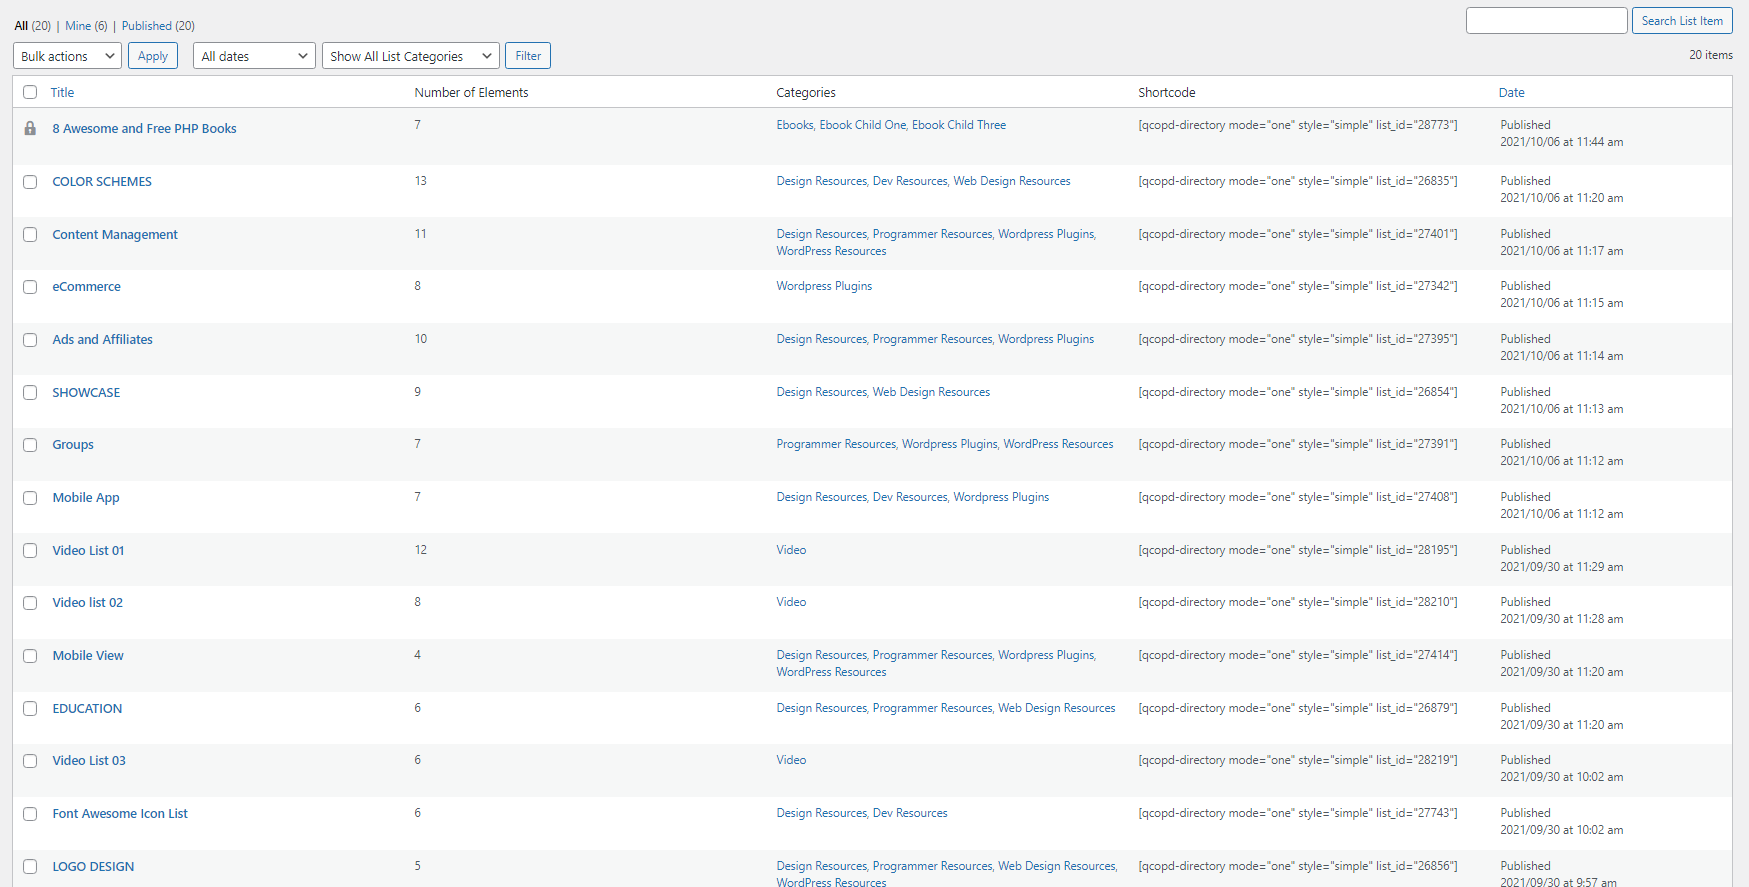 All (20) | Mine (6) | Published (20)
Search List Item
Bulk actions Apply All dates Show All List Categories Filter 20 items
Title Number of Elements Categories Shortcode Date
8 Awesome and Free PHP Books 7 Ebooks, Ebook Child One, Ebook Child Three [qcopd-directory mode="one" style="simple" list_id="28773"] Published
2021/10/06 at 11:44 am
COLOR SCHEMES 13 Design Resources, Dev Resources, Web Design Resources [qcopd-directory mode="one" style="simple" list_id="26835"] Published
2021/10/06 at 11:20 am
Content Management 11 Design Resources, Programmer Resources, Wordpress Plugins, [qcopd-directory mode="one" style="simple" list_id="27401"] Published
WordPress Resources 2021/10/06 at 11:17 am
eCommerce 8 Wordpress Plugins [qcopd-directory mode="one" style="simple" list_id="27342"] Published
2021/10/06 at 11:15 am
Ads and Affiliates 10 Design Resources, Programmer Resources, Wordpress Plugins [qcopd-directory mode="one" style="simple" list_id="27395"] Published
2021/10/06 at 11:14 am
SHOWCASE 9 Design Resources, Web Design Resources [qcopd-directory mode="one" style="simple" list_id="26854"] Published
2021/10/06 at 11:13 am
Groups 7 Programmer Resources, Wordpress Plugins, WordPress Resources [qcopd-directory mode="one" style="simple" list_id="27391"] Published
2021/10/06 at 11:12 am
Mobile App 7 Design Resources, Dev Resources, Wordpress Plugins [qcopd-directory mode="one" style="simple" list_id="27408"] Published
2021/10/06 at 11:12 am
Video List 01 12 Video [qcopd-directory mode="one" style="simple" list_id="28195"] Published
2021/09/30 at 11:29 am
Video list 02 8 Video [qcopd-directory mode="one" style="simple" list_id="28210"] Published
2021/09/30 at 11:28 am
Mobile View 4 Design Resources, Programmer Resources, Wordpress Plugins, [qcopd-directory mode="one" style="simple" list_id="27414"] Published
WordPress Resources 2021/09/30 at 11:20 am
EDUCATION 6 Design Resources, Programmer Resources, Web Design Resources [qcopd-directory mode="one" style="simple" list_id="26879"] Published
2021/09/30 at 11:20 am
Video List 03 6 Video [qcopd-directory mode="one" style="simple" list_id="28219"] Published
2021/09/30 at 10:02 am
Font Awesome Icon List 6 Design Resources, Dev Resources [qcopd-directory mode="one" style="simple" list_id="27743"] Published
2021/09/30 at 10:02 am
LOGO DESIGN 5 Design Resources, Programmer Resources, Web Design Resources, [qcopd-directory mode="one" style="simple" list_id="26856"] Published
WordPress Resources 2021/09/30 at 9:57 am